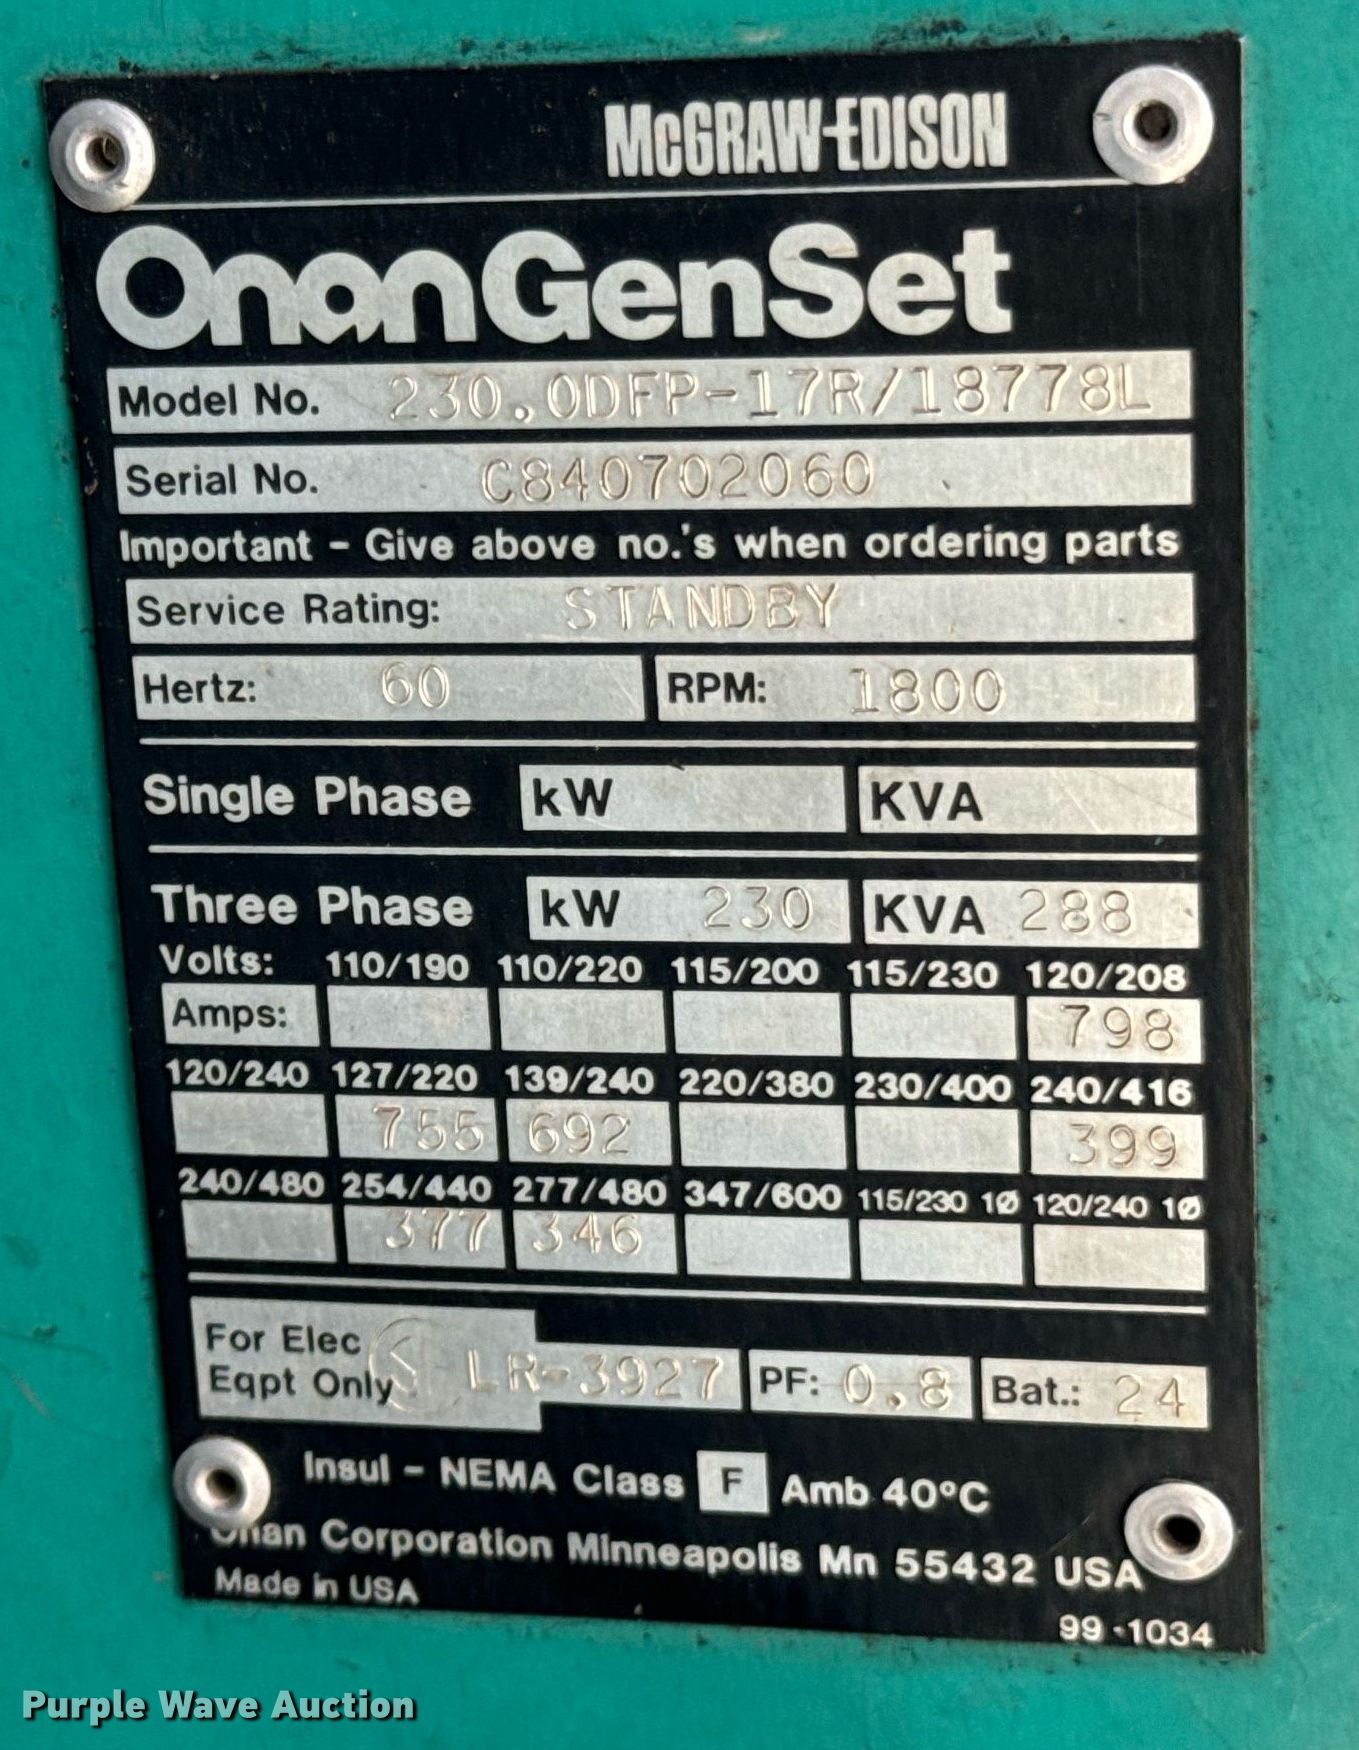 McGRAW-EDISON
Onan GenSet
Model No. 230.0DFP-17R/18778L
Serial No. C840702060
Important - Give above no.'s when ordering parts
Service Rating: STANDBY
Hertz: 60 RPM: 1800
Single Phase kW KVA
Three Phase kW 230 KVA 288
Volts: 110/190 110/220 115/200 115/230 120/208
Amps: 798
120/240 127/220 139/240 220/380 230/400 240/416
755 692 399
240/480 254/440 277/480 347/600 115/230 1Ø 120/240 1Ø
377 346
For Elec
Eqpt Only LR-3927 PF: 0.8 Bat.: 24
Insul - NEMA Class F Amb 40°C
Onan Corporation Minneapolis Mn 55432 USA
Made in USA
99-1034
Purple Wave Auction